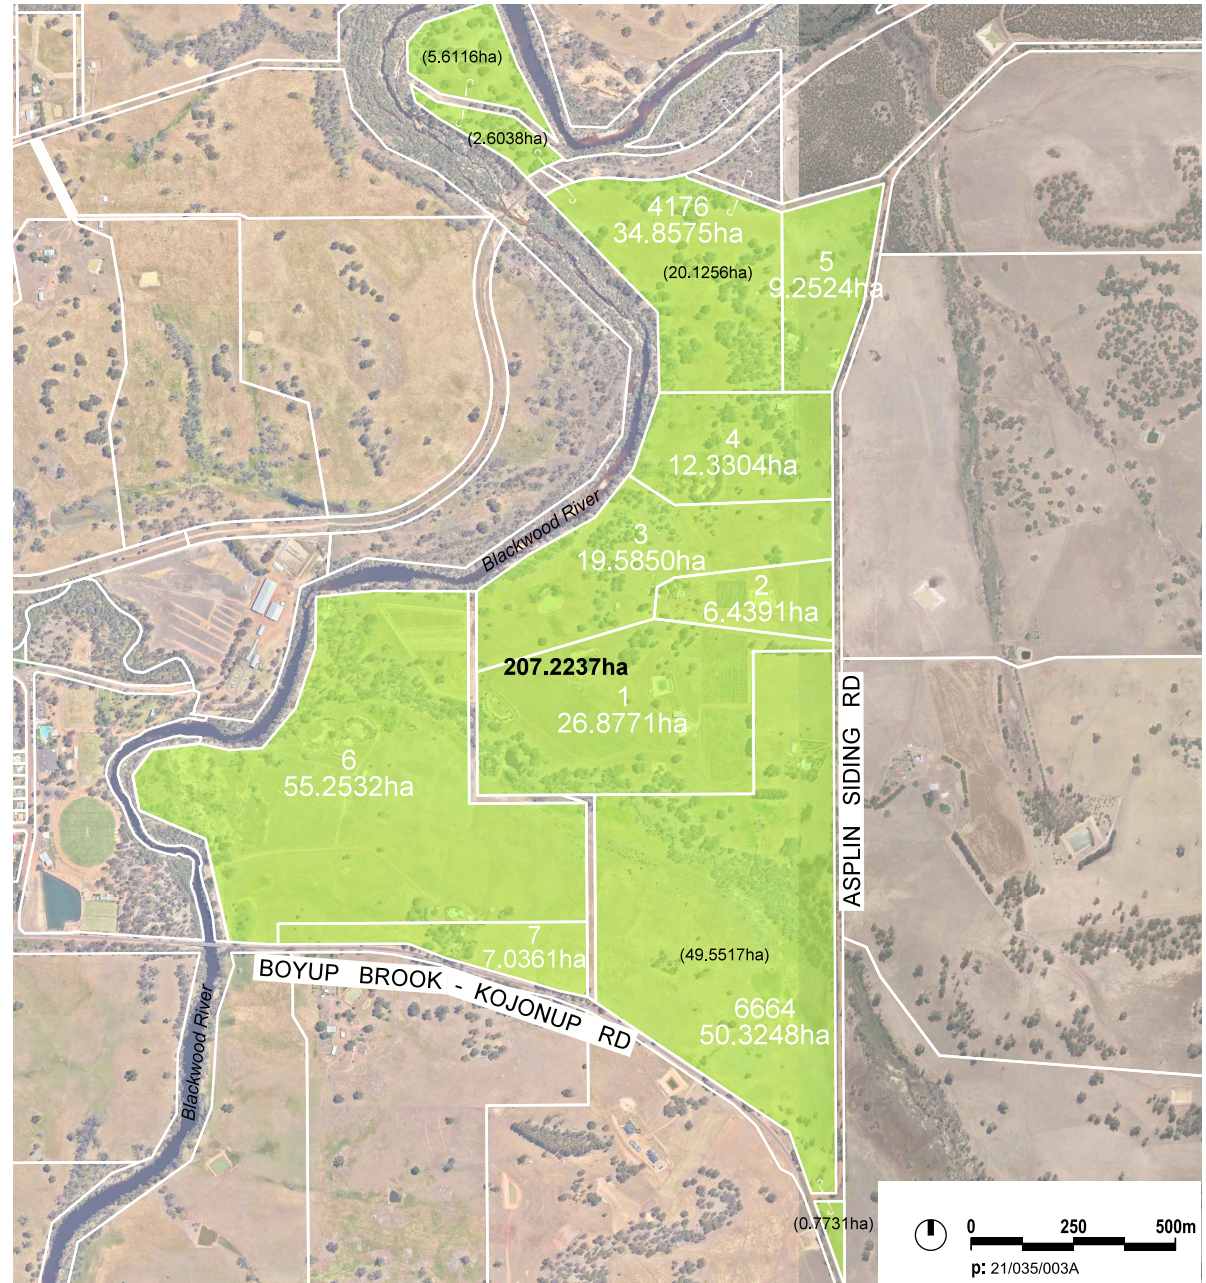 (5.6116ha)
(2.6038ha)
4176
34.8575ha
(20.1256ha)
5
9.2524ha
4
12.3304ha
Blackwood River
3
19.5850ha
2
6.4391ha
207.2237ha
1
26.8771ha
6
55.2532ha
ASPLIN SIDING RD
7
7.0361ha
(49.5517ha)
BOYUP BROOK - KOJONUP RD
6664
50.3248ha
Blackwood River
(0.7731ha)
0 250 500m
p: 21/035/003A